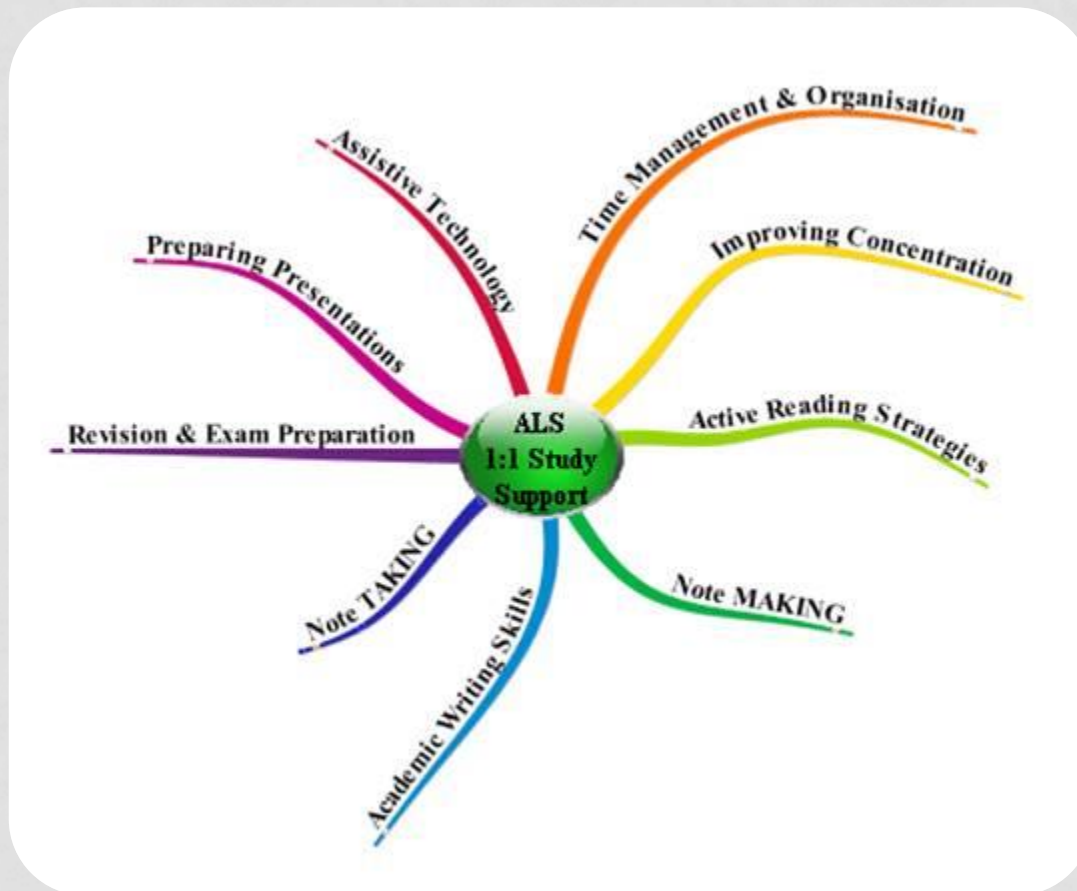 ALS
1:1 Study
Support
Time Management & Organisation
Improving Concentration
Active Reading Strategies
Note MAKING
Academic Writing Skills
Note TAKING
Revision & Exam Preparation
Preparing Presentations
Assistive Technology